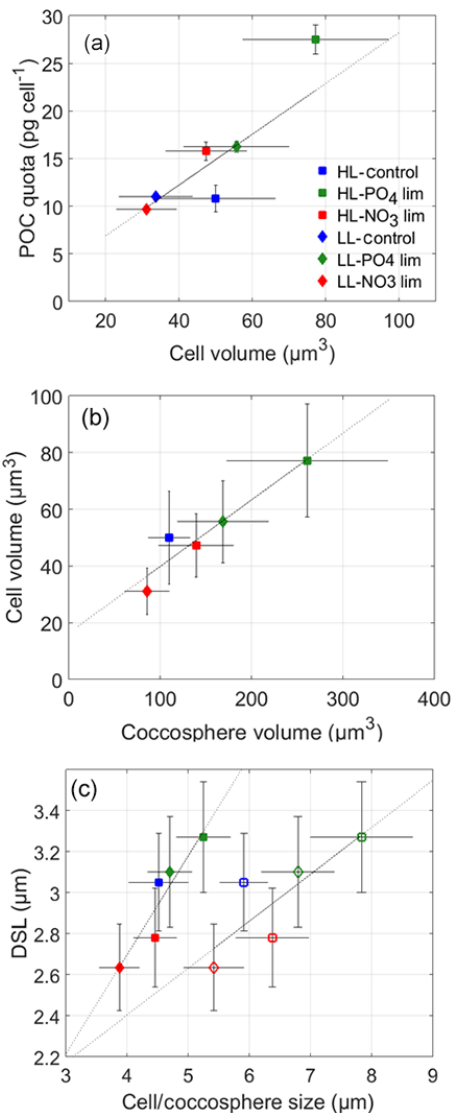 (a)
30
25
20
15
10
5
0
POC quota (pg cell-1)
20 40 60 80 100
Cell volume (µm3)
HL-control
HL-PO4 lim
HL-NO3 lim
LL-control
LL-PO4 lim
LL-NO3 lim
(b)
100
80
60
40
20
0
Cell volume (µm3)
0 100 200 300 400
Coccosphere volume (µm3)
(c)
3.4
3.2
3
2.8
2.6
2.4
2.2
DSL (µm)
3 4 5 6 7 8 9
Cell/coccosphere size (µm)